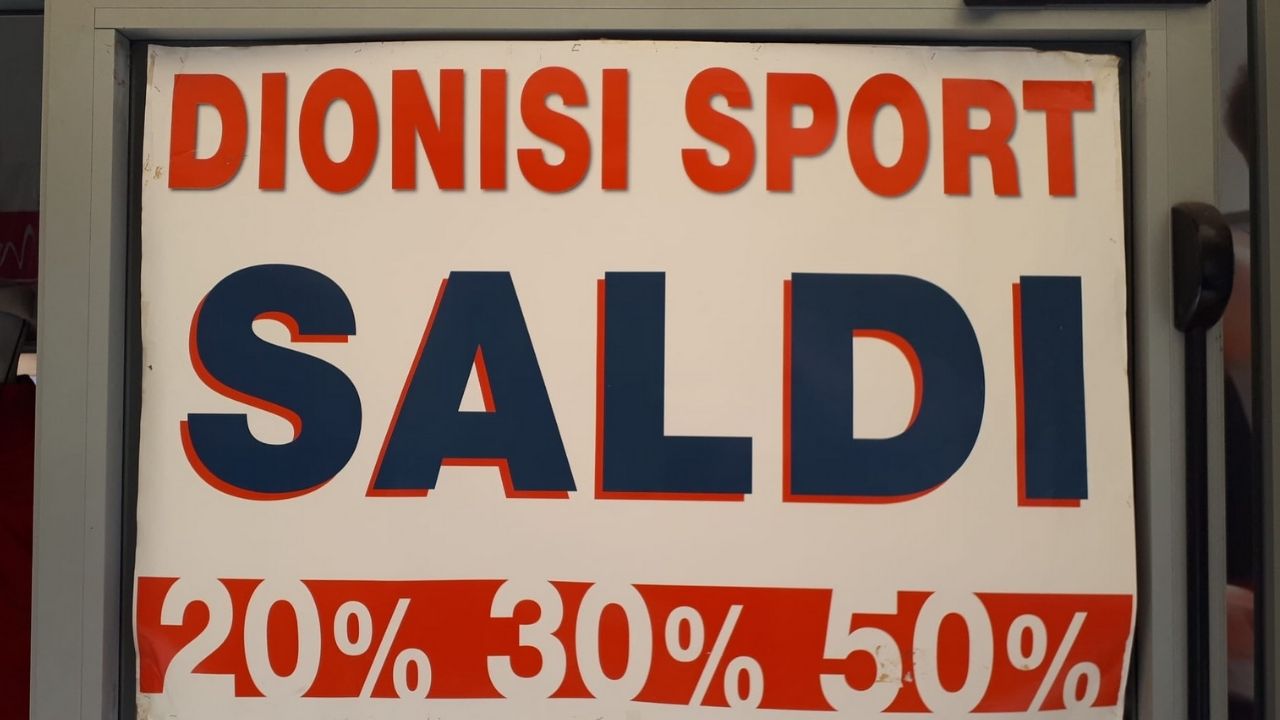 DIONISI SPORT
SALDI
20% 30% 50%